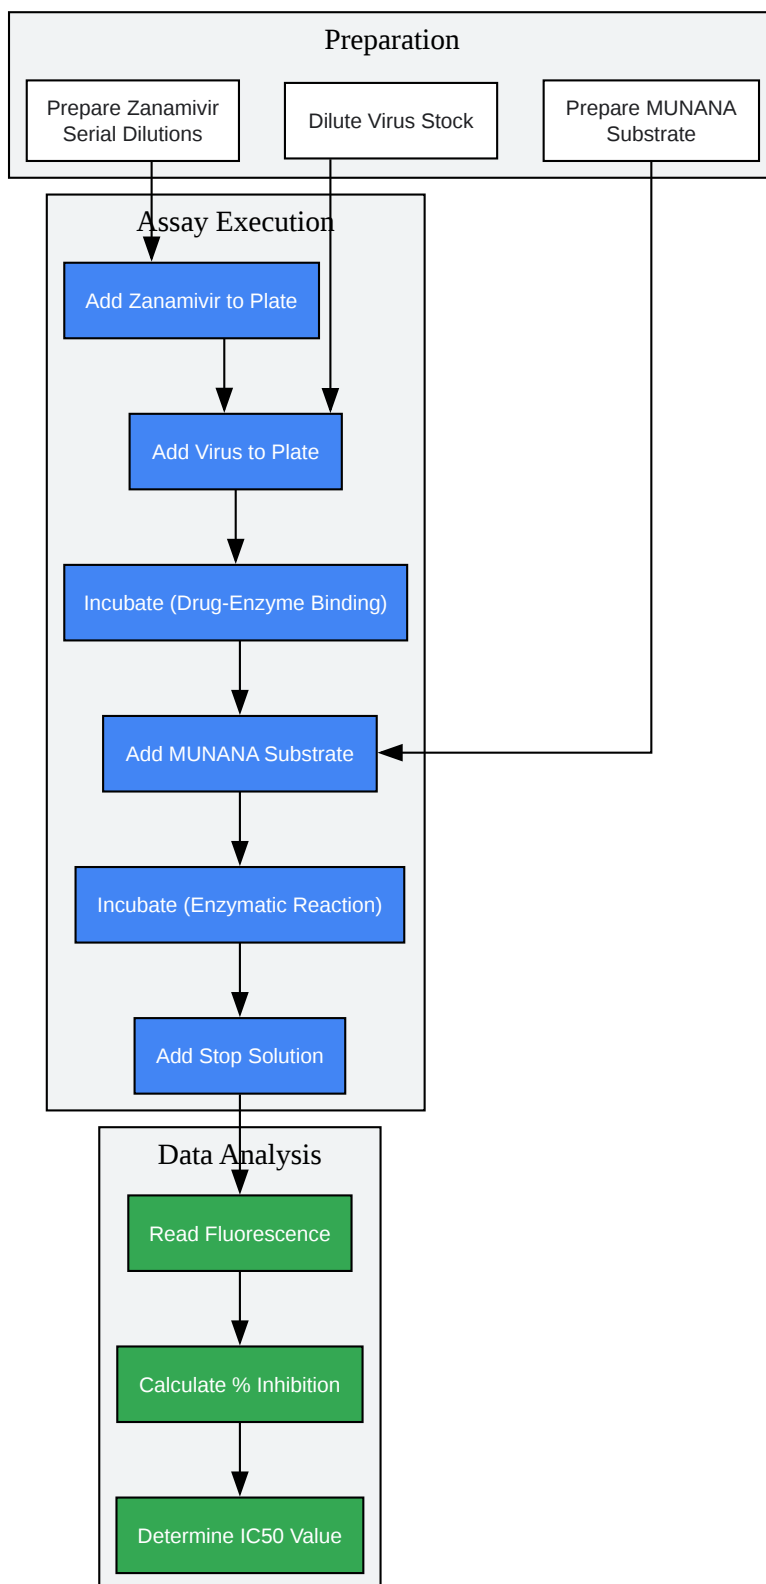 Preparation
Prepare Zanamivir
Serial Dilutions
Dilute Virus Stock
Prepare MUNANA
Substrate
Assay Execution
Add Zanamivir to Plate
Add Virus to Plate
Incubate (Drug-Enzyme Binding)
Add MUNANA Substrate
Incubate (Enzymatic Reaction)
Add Stop Solution
Data Analysis
Read Fluorescence
Calculate % Inhibition
Determine IC50 Value